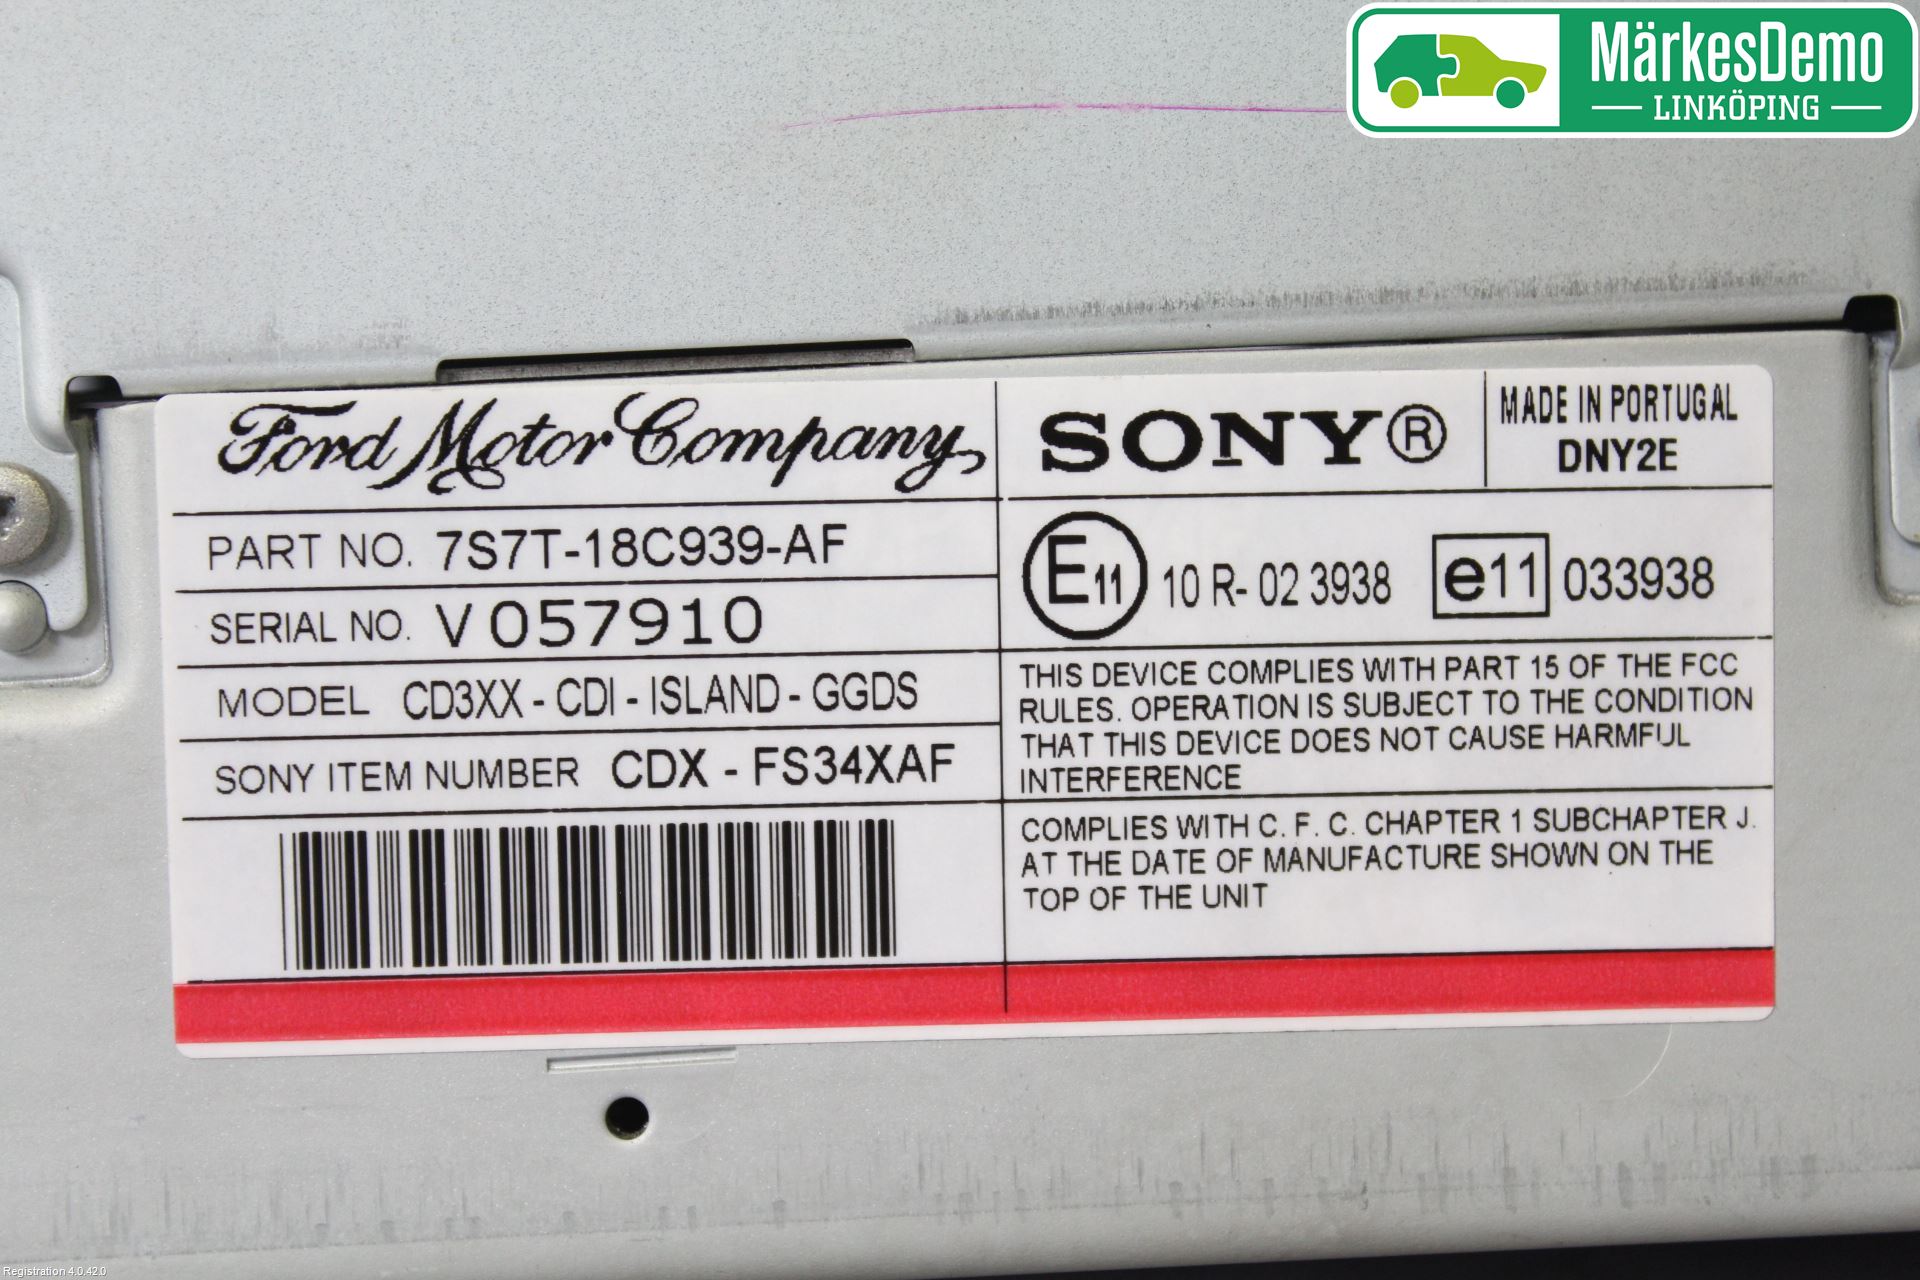 MärkesDemo
LINKÖPING
Ford Motor Company
SONY®
MADE IN PORTUGAL
DNY2E
PART NO. 7S7T-18C939-AF
SERIAL NO. V057910
MODEL CD3XX - CDI - ISLAND - GGDS
SONY ITEM NUMBER CDX - FS34XAF
E11 10 R- 02 3938 e11 033938
THIS DEVICE COMPLIES WITH PART 15 OF THE FCC
RULES. OPERATION IS SUBJECT TO THE CONDITION
THAT THIS DEVICE DOES NOT CAUSE HARMFUL
INTERFERENCE
COMPLIES WITH C. F. C. CHAPTER 1 SUBCHAPTER J.
AT THE DATE OF MANUFACTURE SHOWN ON THE
TOP OF THE UNIT
Registration 4.0.42.0